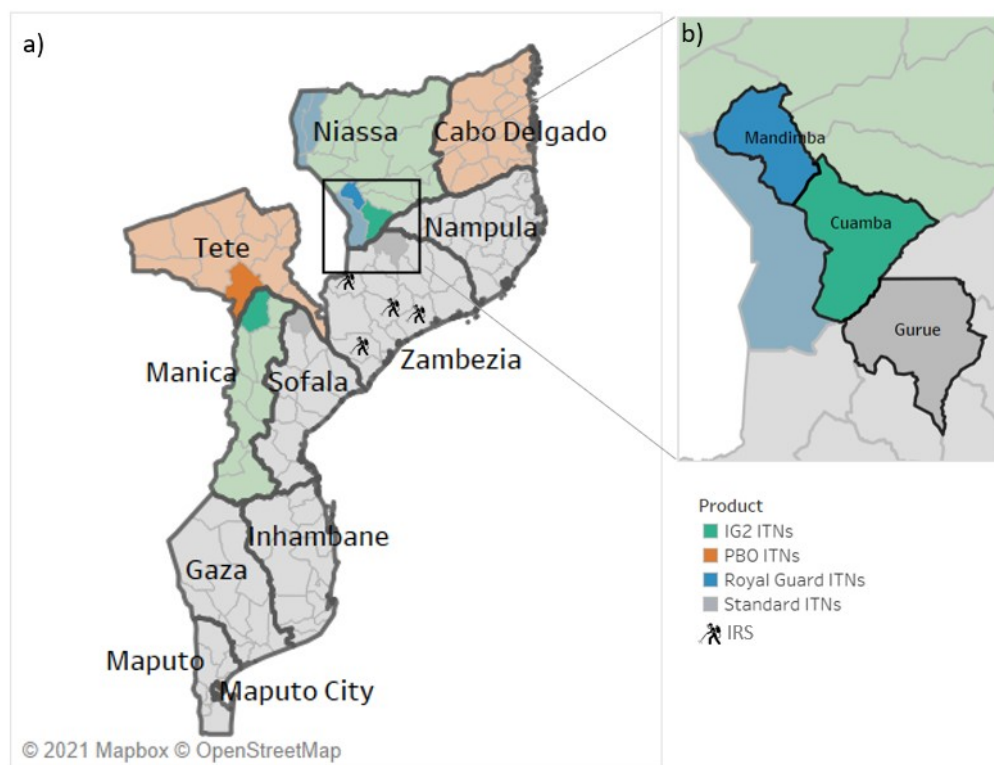 a)
Niassa
Cabo Delgado
Nampula
Tete
Zambezia
Manica
Sofala
Inhambane
Gaza
Maputo
Maputo City
© 2021 Mapbox © OpenStreetMap
b)
Mandimba
Cuamba
Gurue
Product
IG2 ITNs
PBO ITNs
Royal Guard ITNs
Standard ITNs
IRS